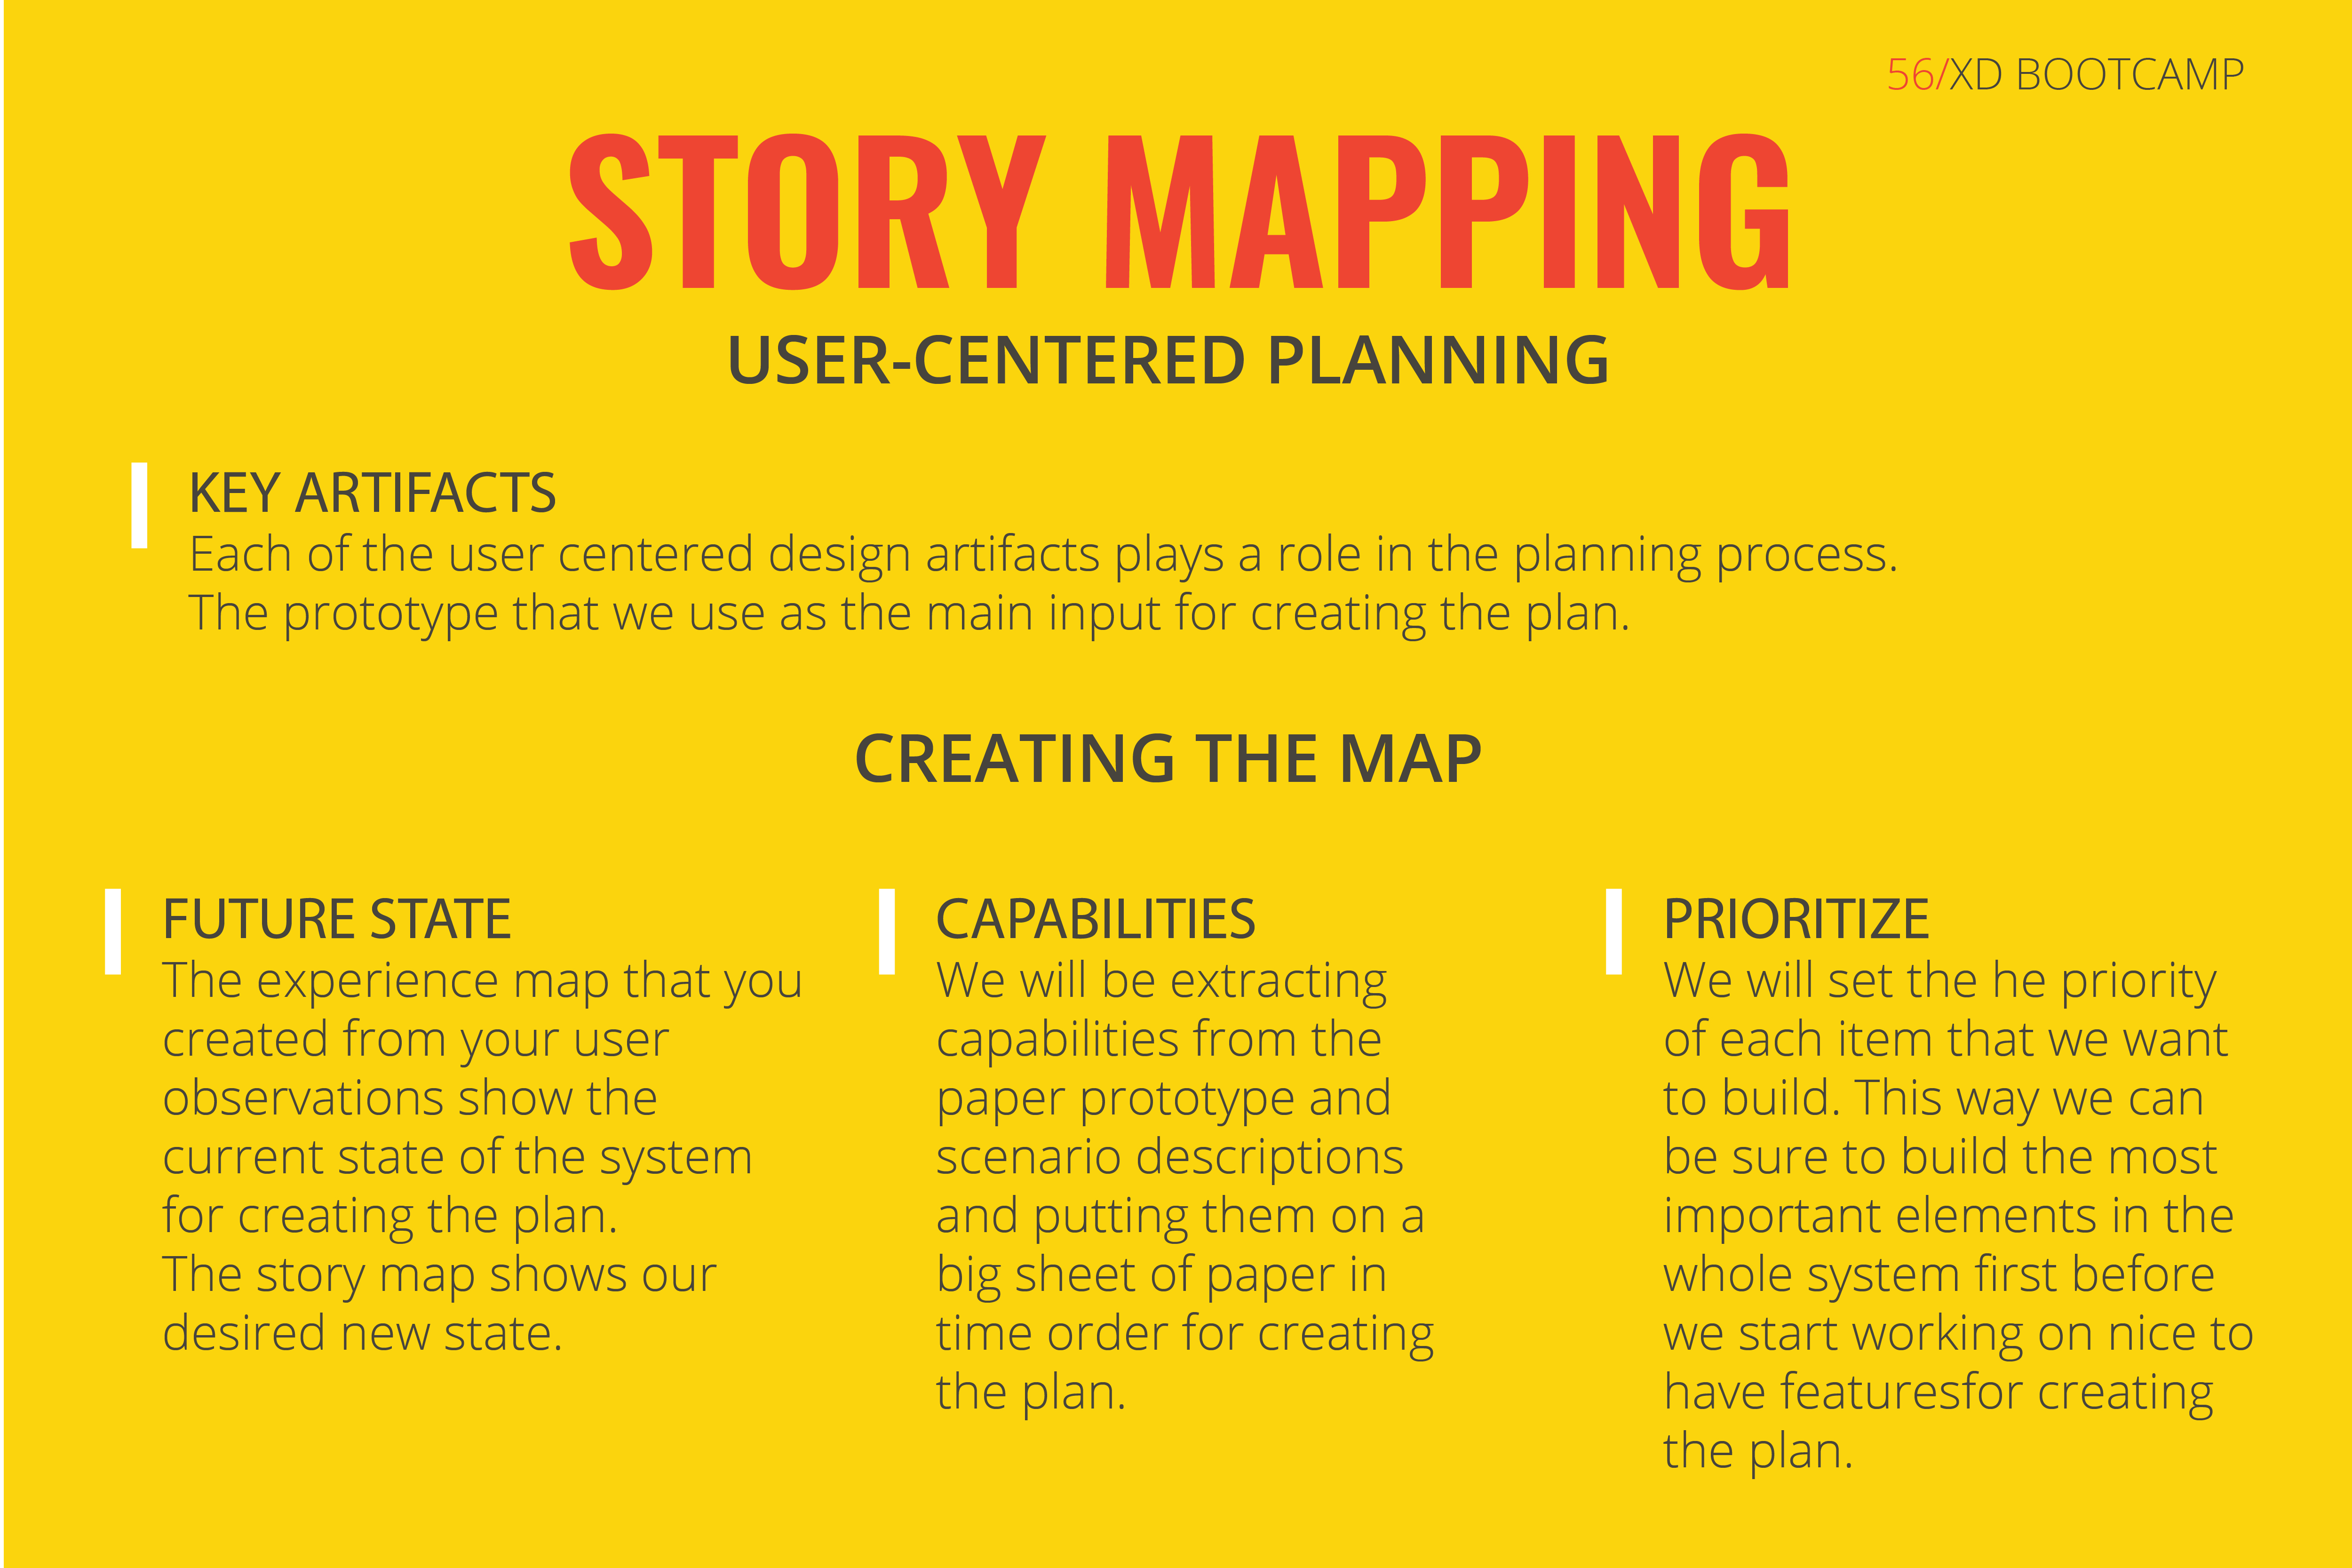 56/XD BOOTCAMP
STORY MAPPING
USER-CENTERED PLANNING
KEY ARTIFACTS
Each of the user centered design artifacts plays a role in the planning process.
The prototype that we use as the main input for creating the plan.
CREATING THE MAP
FUTURE STATE
The experience map that you
created from your user
observations show the
current state of the system
for creating the plan.
The story map shows our
desired new state.
CAPABILITIES
We will be extracting
capabilities from the
paper prototype and
scenario descriptions
and putting them on a
big sheet of paper in
time order for creating
the plan.
PRIORITIZE
We will set the he priority
of each item that we want
to build. This way we can
be sure to build the most
important elements in the
whole system first before
we start working on nice to
have featuresfor creating
the plan.